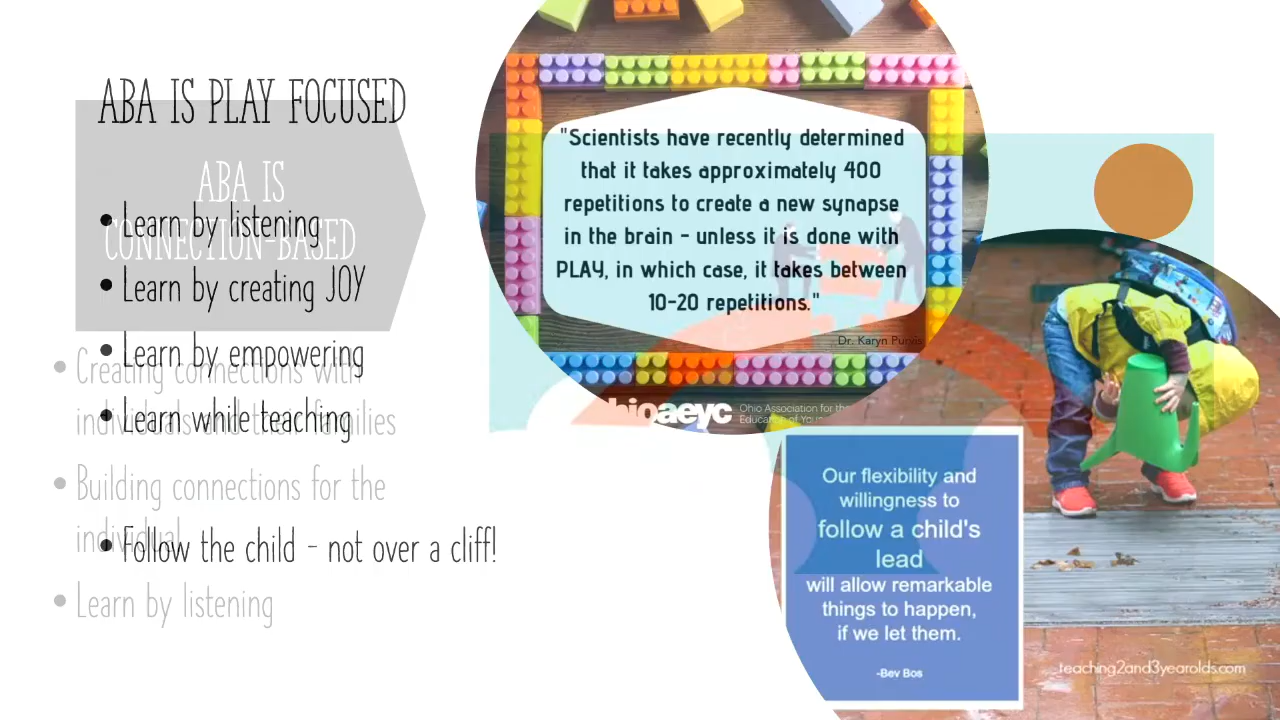 ABA IS PLAY FOCUSED
ABA IS
CONNECTION-BASED
Learn by listening
Learn by creating JOY
Learn by empowering
Learn while teaching
Follow the child - not over a cliff!
Creating connections with
individuals and their families
Building connections for the
individual
Learn by listening
"Scientists have recently determined
that it takes approximately 400
repetitions to create a new synapse
in the brain - unless it is done with
PLAY, in which case, it takes between
10-20 repetitions."
Dr. Karyn Purvis
ohioaeyc
Ohio Association for the
Education of Young
Our flexibility and
willingness to
follow a child's
lead
will allow remarkable
things to happen,
if we let them.
-Bev Bos
teaching2and3yearolds.com